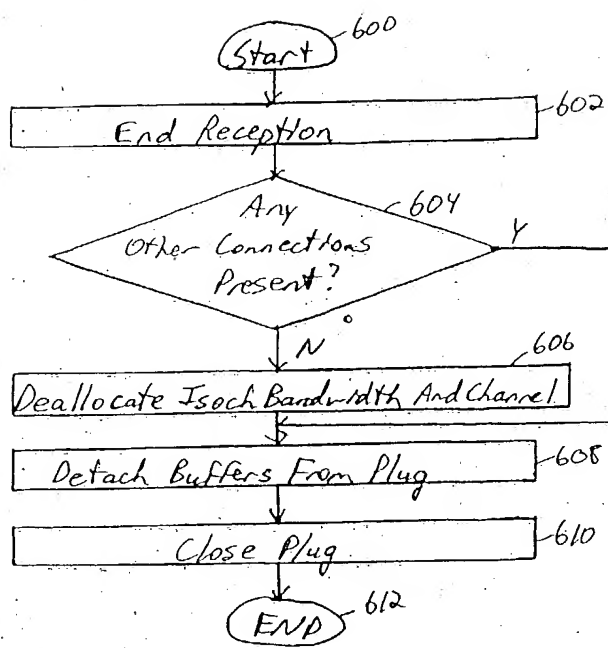 Start
600
End Reception
602
Any
Other Connections
Present?
604
Y
N
606
Deallocate Isoch Bandwidth And Channel
Detach Buffers From Plug
608
Close Plug
610
END
612